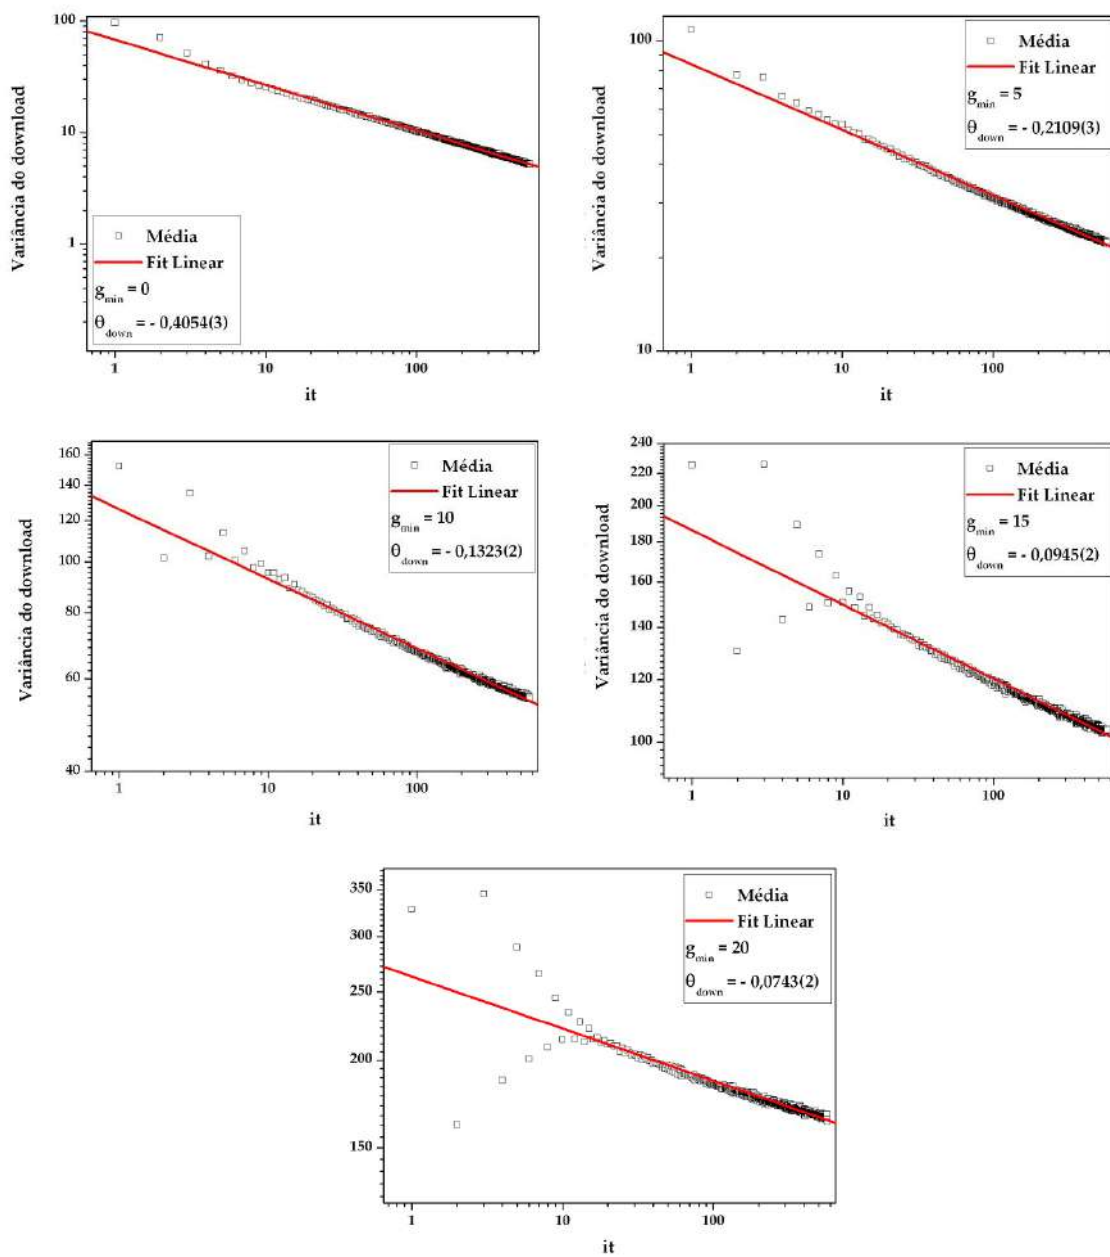 100
10
1
Variância do download
Média
Fit Linear
g_min = 0
θ_down = - 0,4054(3)
1 10 100
it
100
10
Variância do download
Média
Fit Linear
g_min = 5
θ_down = - 0,2109(3)
1 10 100
it
160
140
120
100
80
60
40
Variância do download
Média
Fit Linear
g_min = 10
θ_down = - 0,1323(2)
1 10 100
it
240
220
200
180
160
140
120
100
Variância do download
Média
Fit Linear
g_min = 15
θ_down = - 0,0945(2)
1 10 100
it
350
300
250
200
150
Variância do download
Média
Fit Linear
g_min = 20
θ_down = - 0,0743(2)
1 10 100
it